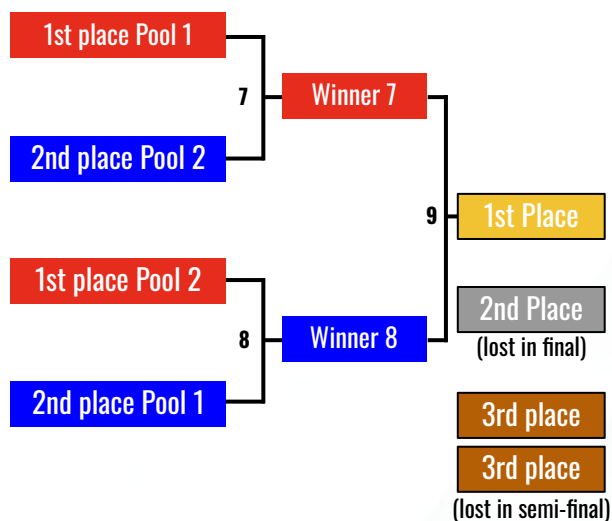 1st place Pool 1
7
Winner 7
2nd place Pool 2
9
1st Place
1st place Pool 2
2nd Place
(lost in final)
8
Winner 8
2nd place Pool 1
3rd place
3rd place
(lost in semi-final)